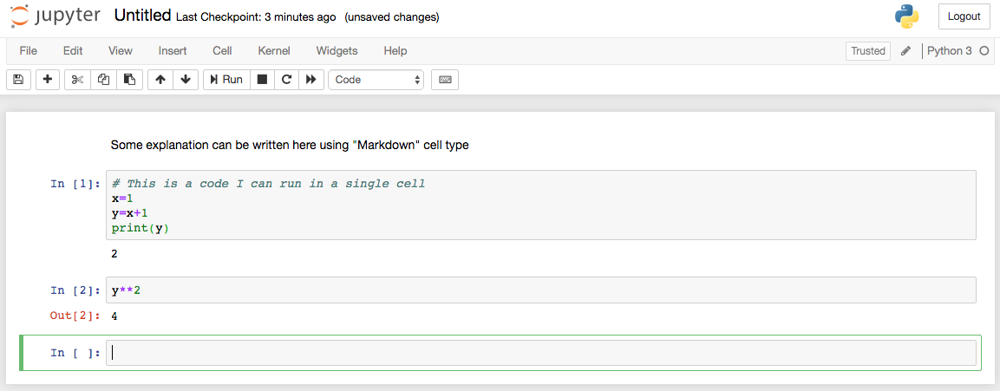 jupyter Untitled Last Checkpoint: 3 minutes ago (unsaved changes) Logout
File Edit View Insert Cell Kernel Widgets Help Trusted Python 3
Run Code
Some explanation can be written here using "Markdown" cell type
In [1]: # This is a code I can run in a single cell
x=1
y=x+1
print(y)
2
In [2]: y**2
Out[2]: 4
In [ ]: